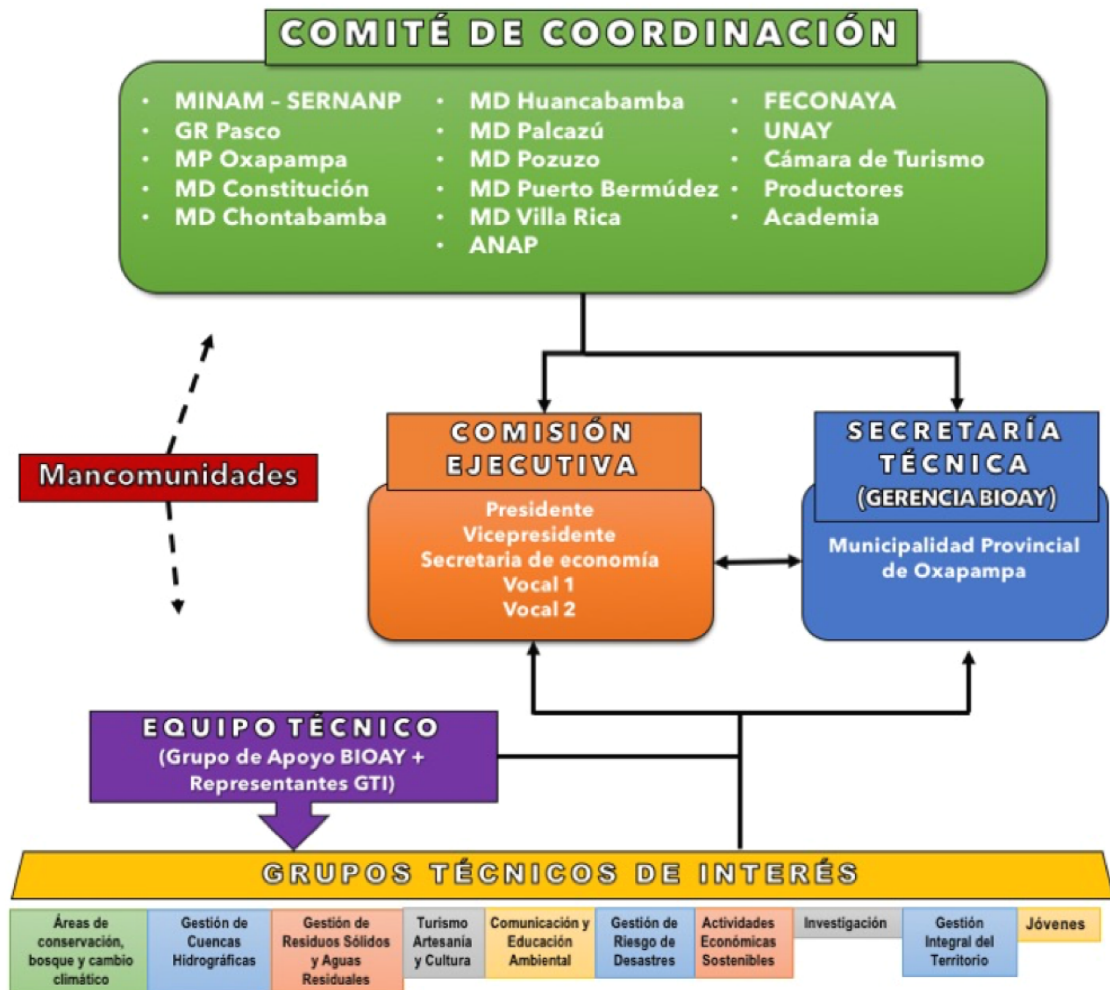 COMITÉ DE COORDINACIÓN
• MINAM – SERNANP
• GR Pasco
• MP Oxapampa
• MD Constitución
• MD Chontabamba
• MD Huancabamba
• MD Palcazú
• MD Pozuzo
• MD Puerto Bermúdez
• MD Villa Rica
• ANAP
• FECONAYA
• UNAY
• Cámara de Turismo
• Productores
• Academia
Mancomunidades
COMISIÓN
EJECUTIVA
Presidente
Vicepresidente
Secretaria de economía
Vocal 1
Vocal 2
SECRETARÍA
TÉCNICA
(GERENCIA BIOAY)
Municipalidad Provincial
de Oxapampa
EQUIPO TÉCNICO
(Grupo de Apoyo BIOAY +
Representantes GTI)
GRUPOS TÉCNICOS DE INTERÉS
Áreas de
conservación,
bosque y cambio
climático
Gestión de
Cuencas
Hidrográficas
Gestión de
Residuos Sólidos
y Aguas
Residuales
Turismo
Artesanía
y Cultura
Comunicación y
Educación
Ambiental
Gestión de
Riesgo de
Desastres
Actividades
Económicas
Sostenibles
Investigación
Gestión
Integral del
Territorio
Jóvenes